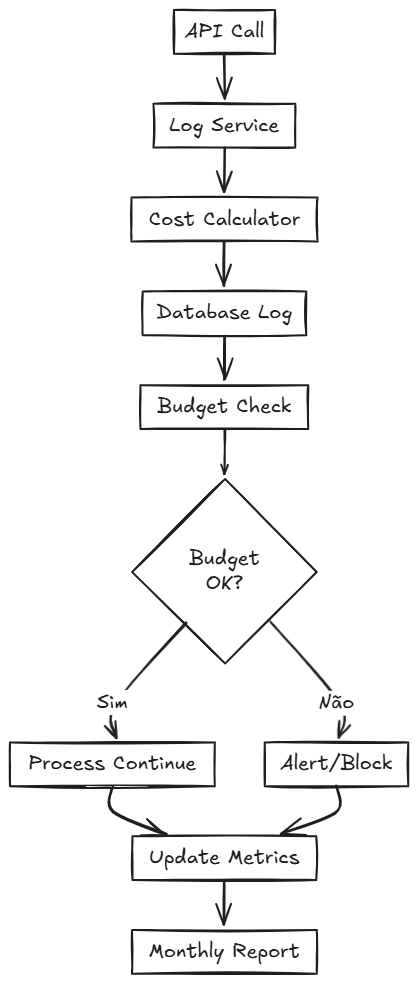 API Call
Log Service
Cost Calculator
Database Log
Budget Check
Budget
OK?
Sim
Não
Process Continue
Alert/Block
Update Metrics
Monthly Report